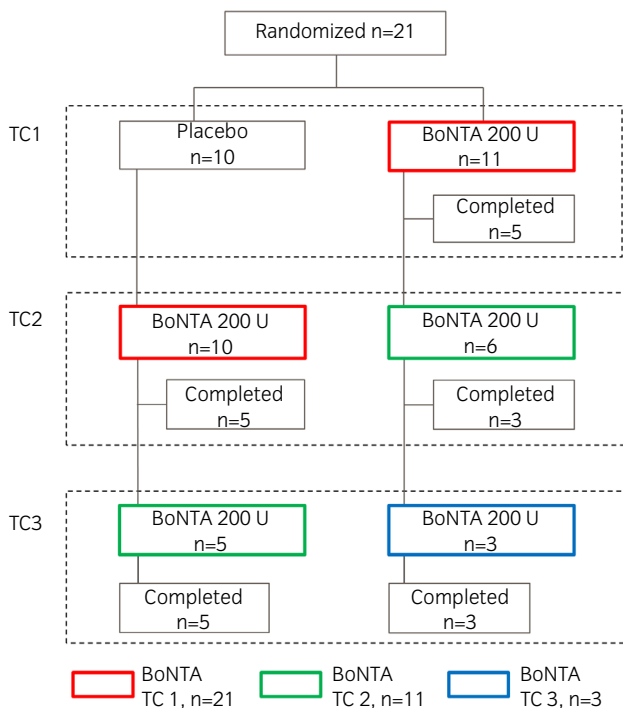 Randomized n=21
TC1
Placebo
n=10
BoNTA 200 U
n=11
Completed
n=5
TC2
BoNTA 200 U
n=10
BoNTA 200 U
n=6
Completed
n=5
Completed
n=3
TC3
BoNTA 200 U
n=5
BoNTA 200 U
n=3
Completed
n=5
Completed
n=3
BoNTA
TC 1, n=21
BoNTA
TC 2, n=11
BoNTA
TC 3, n=3